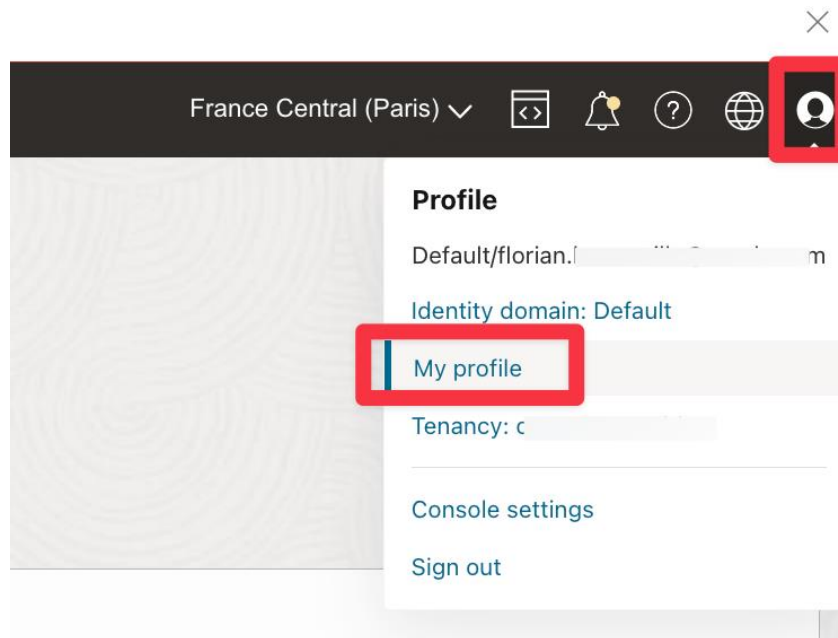 France Central (Paris)
Profile
Default/florian.
Identity domain: Default
My profile
Tenancy:
Console settings
Sign out